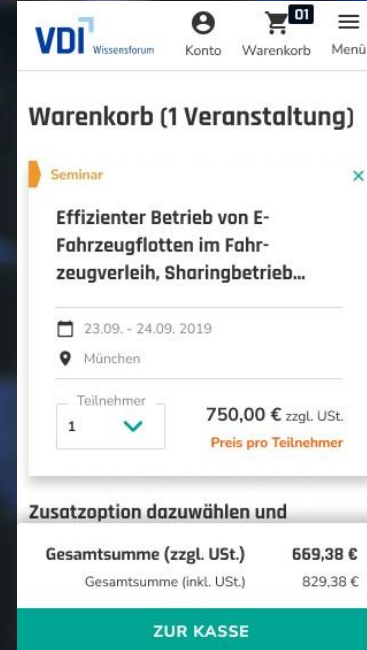 VDI Wissensforum
Konto
Warenkorb
01
Menü
Warenkorb (1 Veranstaltung)
Seminar
Effizienter Betrieb von E-
Fahrzeugflotten im Fahr-
zeugverleih, Sharingbetrieb...
23.09. - 24.09. 2019
München
Teilnehmer
1
750,00 € zzgl. USt.
Preis pro Teilnehmer
Zusatzoption dazuwählen und
Gesamtsumme (zzgl. USt.) 669,38 €
Gesamtsumme (inkl. USt.) 829,38 €
ZUR KASSE